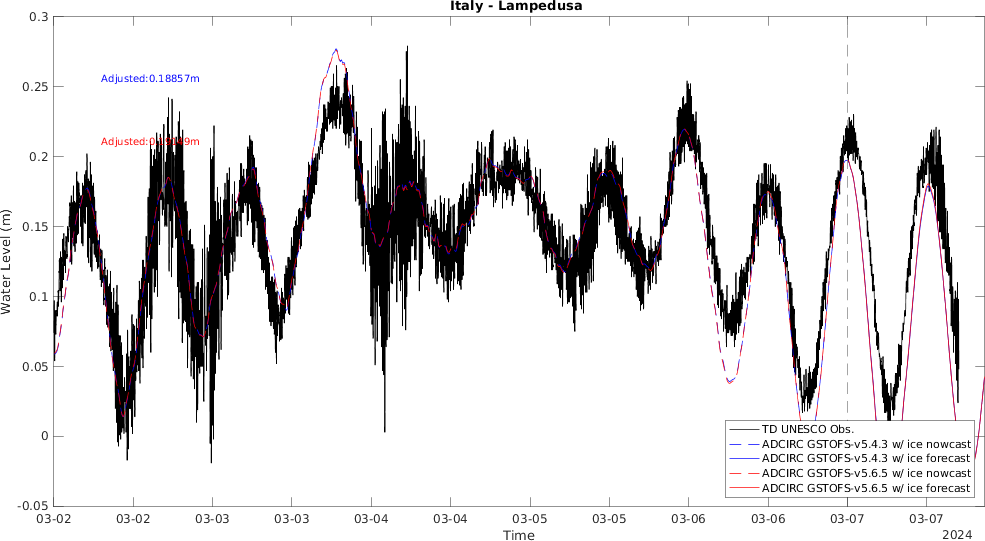 Italy - Lampedusa
0.3
0.25
0.2
0.15
0.1
0.05
0
-0.05
Water Level (m)
Adjusted:0.18857m
TD UNESCO Obs.
ADCIRC GSTOFS-v5.4.3 w/ ice nowcast
ADCIRC GSTOFS-v5.4.3 w/ ice forecast
ADCIRC GSTOFS-v5.6.5 w/ ice nowcast
ADCIRC GSTOFS-v5.6.5 w/ ice forecast
03-02 03-02 03-03 03-03 03-04 03-04 03-05 03-05 03-06 03-06 03-07 03-07
Time
2024